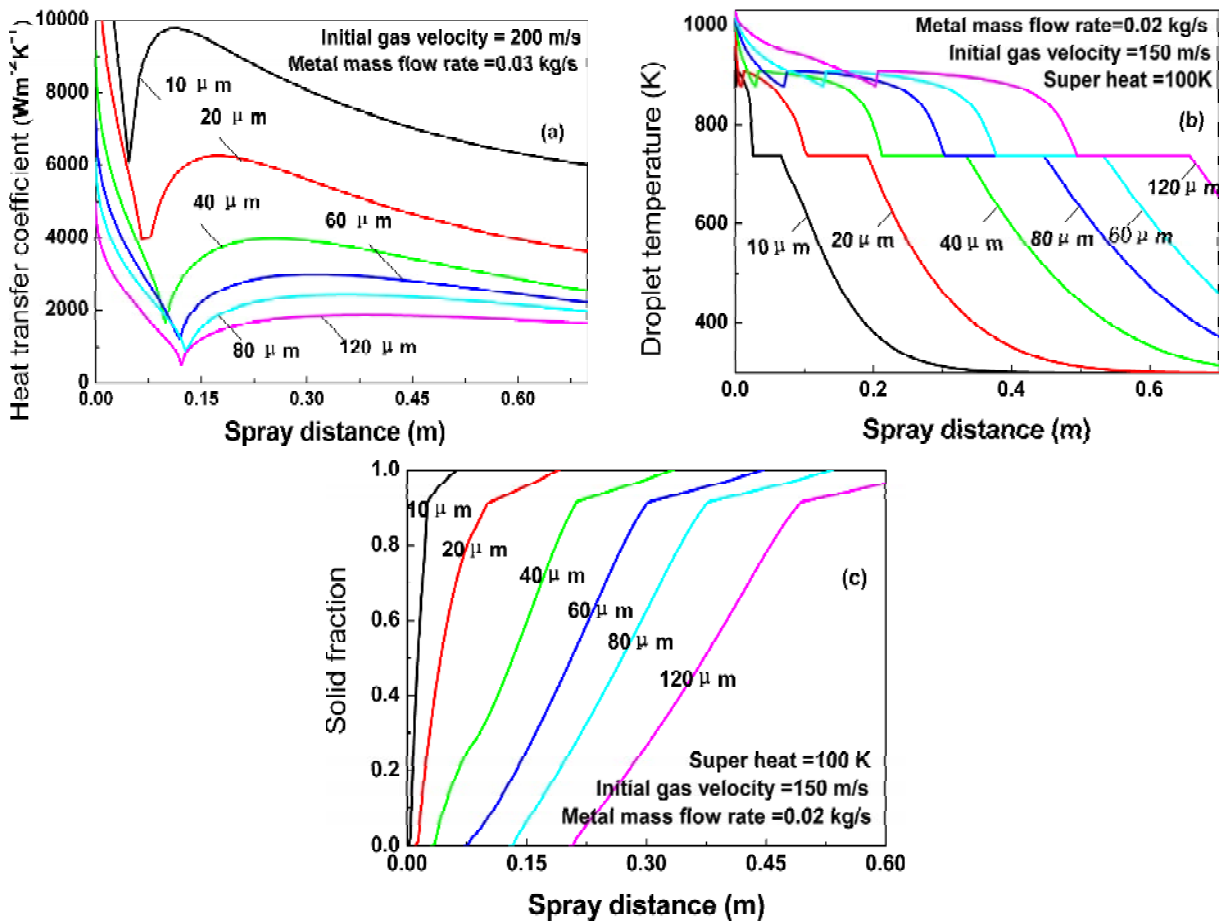 10000
8000
6000
4000
2000
0
Heat transfer coefficient (Wm⁻²K⁻¹)
Initial gas velocity = 200 m/s
Metal mass flow rate =0.03 kg/s
10 μ m
(a)
20 μ m
40 μ m
60 μ m
80 μ m
120 μ m
0.00 0.15 0.30 0.45 0.60
Spray distance (m)
1000
800
600
400
Droplet temperature (K)
Metal mass flow rate=0.02 kg/s
Initial gas velocity=150 m/s
Super heat =100K
(b)
120 μ m
10 μ m
20 μ m
40 μ m
80 μ m
60 μ m
0.0 0.2 0.4 0.6
Spray distance (m)
1.0
0.8
0.6
0.4
0.2
0.0
Solid fraction
10 μ m
20 μ m
40 μ m
(c)
60 μ m
80 μ m
120 μ m
Super heat =100 K
Initial gas velocity =150 m/s
Metal mass flow rate =0.02 kg/s
0.00 0.15 0.30 0.45 0.60
Spray distance (m)